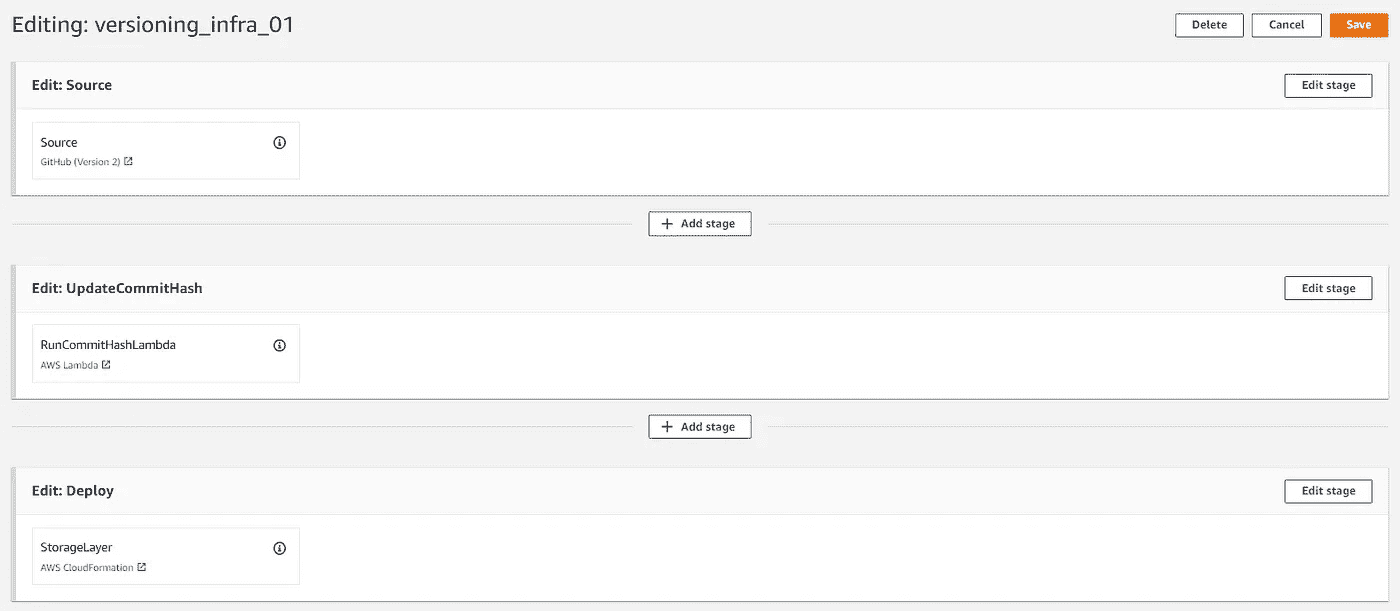 Editing: versioning_infra_01
Delete
Cancel
Save
Edit: Source
Edit stage
Source
GitHub (Version 2)
+ Add stage
Edit: UpdateCommitHash
Edit stage
RunCommitHashLambda
AWS Lambda
+ Add stage
Edit: Deploy
Edit stage
StorageLayer
AWS CloudFormation